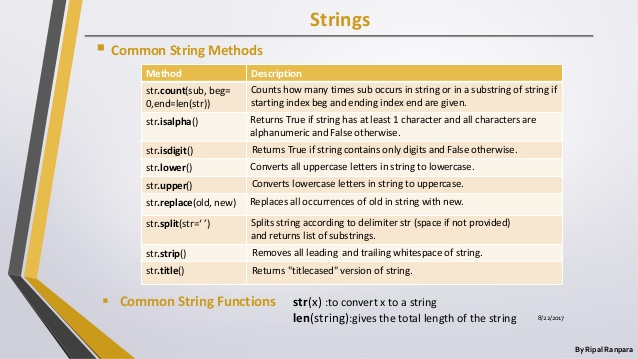 Strings
▪ Common String Methods
Method Description
str.count(sub, beg= Counts how many times sub occurs in string or in a substring of string if
0,end=len(str)) starting index beg and ending index end are given.
str.isalpha() Returns True if string has at least 1 character and all characters are
alphanumeric and False otherwise.
str.isdigit() Returns True if string contains only digits and False otherwise.
str.lower() Converts all uppercase letters in string to lowercase.
str.upper() Converts lowercase letters in string to uppercase.
str.replace(old, new) Replaces all occurrences of old in string with new.
str.split(str=‘ ’) Splits string according to delimiter str (space if not provided)
and returns list of substrings.
str.strip() Removes all leading and trailing whitespace of string.
str.title() Returns "titlecased" version of string.
▪ Common String Functions str(x) :to convert x to a string
len(string):gives the total length of the string 8/22/2017
By Ripal Ranpara